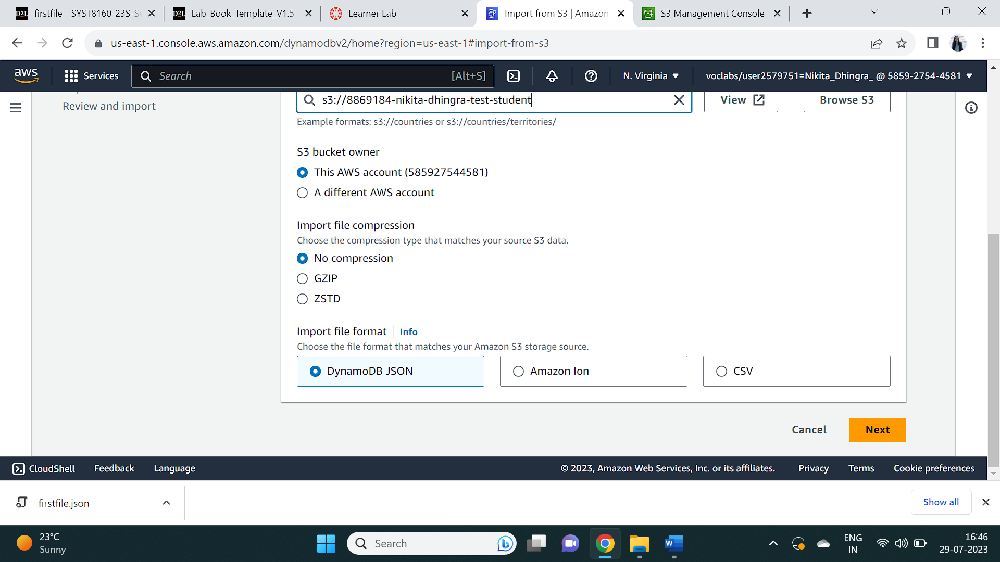 firstfile - SYST8160-23S-Se
Lab_Book_Template_V1.5
Learner Lab
Import from S3 | Amazon
S3 Management Console
us-east-1.console.aws.amazon.com/dynamodbv2/home?region=us-east-1#import-from-s3
aws
Services
Search
[Alt+S]
N. Virginia
voclabs/user2579751=Nikita_Dhingra_ @ 5859-2754-4581
Review and import
s3://8869184-nikita-dhingra-test-student
View
Browse S3
Example formats: s3://countries or s3://countries/territories/
S3 bucket owner
This AWS account (585927544581)
A different AWS account
Import file compression
Choose the compression type that matches your source S3 data.
No compression
GZIP
ZSTD
Import file format
Info
Choose the file format that matches your Amazon S3 storage source.
DynamoDB JSON
Amazon Ion
CSV
Cancel
Next
CloudShell
Feedback
Language
© 2023, Amazon Web Services, Inc. or its affiliates.
Privacy
Terms
Cookie preferences
firstfile.json
Show all
23°C
Sunny
Search
ENG
IN
16:46
29-07-2023